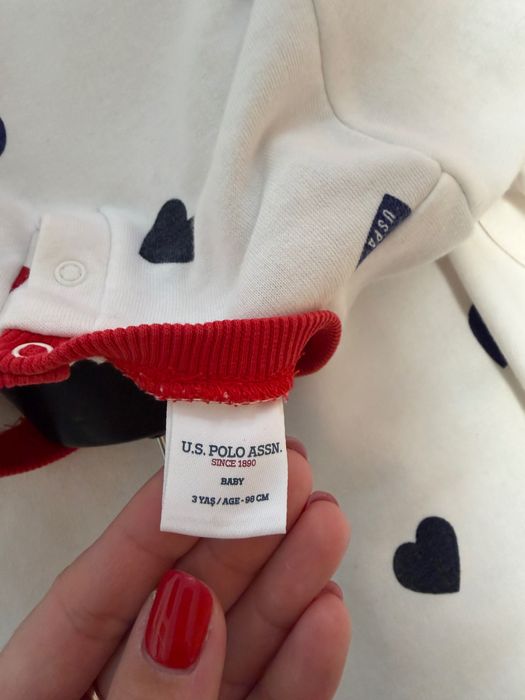 USPA
U.S. POLO ASSN.
SINCE 1890
BABY
3 YAŞ / AGE - 98 CM